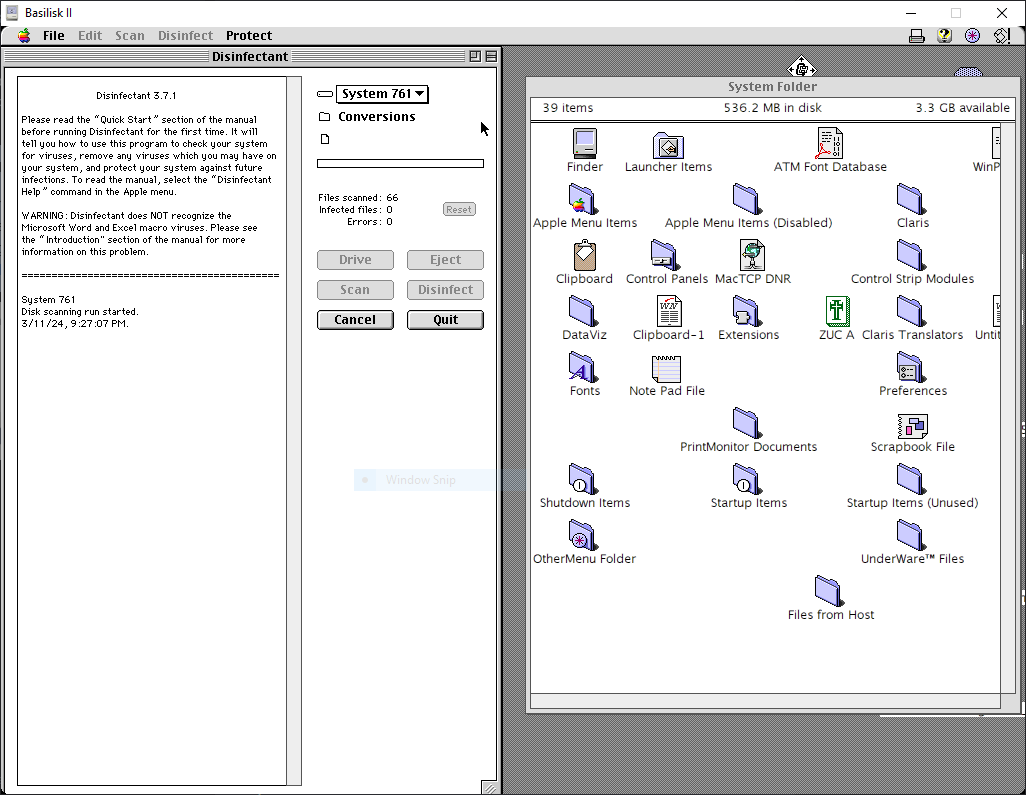 Basilisk II
File Edit Scan Disinfect Protect
Disinfectant
Disinfectant 3.7.1
Please read the "Quick Start" section of the manual
before running Disinfectant for the first time. It will
tell you how to use this program to check your system
for viruses, remove any viruses which you may have on
your system, and protect your system against future
infections. To read the manual, select the "Disinfectant
Help" command in the Apple menu.
WARNING: Disinfectant does NOT recognize the
Microsoft Word and Excel macro viruses. Please see
the "Introduction" section of the manual for more
information on this problem.
===========================================
System 761
Disk scanning run started.
3/11/24, 9:27:07 PM.
System 761
Conversions
Files scanned: 66
Infected files: 0
Reset
Errors: 0
Drive Eject
Scan Disinfect
Cancel Quit
Window Snip
System Folder
39 items 536.2 MB in disk 3.3 GB available
Finder Launcher Items ATM Font Database WinP
Apple Menu Items Apple Menu Items (Disabled) Claris
Clipboard Control Panels MacTCP DNR Control Strip Modules
DataViz Clipboard-1 Extensions ZUC A Claris Translators Untit
Fonts Note Pad File Preferences
PrintMonitor Documents Scrapbook File
Shutdown Items Startup Items Startup Items (Unused)
OtherMenu Folder UnderWare™ Files
Files from Host